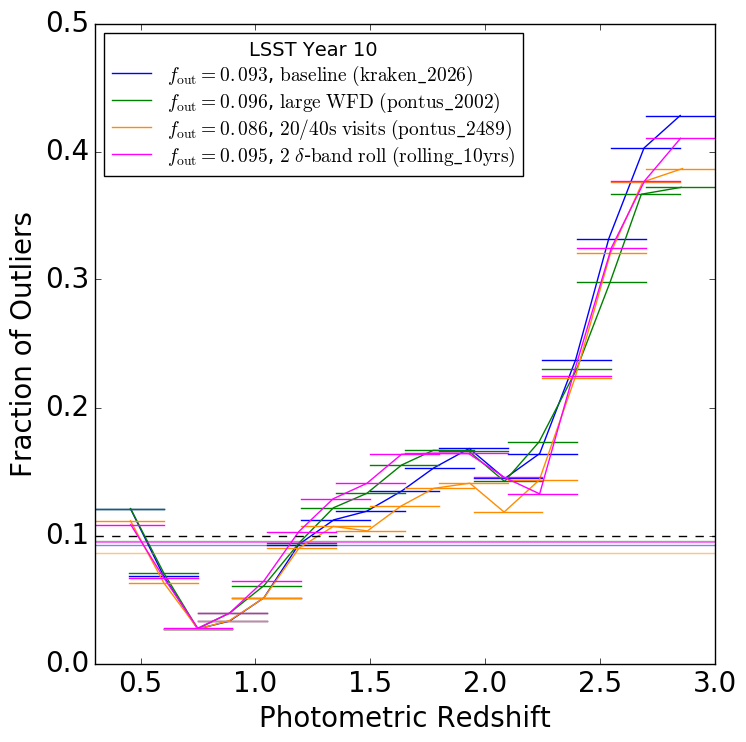 LSST Year 10
f_out = 0.093, baseline (kraken_2026)
f_out = 0.096, large WFD (pontus_2002)
f_out = 0.086, 20/40s visits (pontus_2489)
f_out = 0.095, 2 δ-band roll (rolling_10yrs)
Fraction of Outliers
0.5
0.4
0.3
0.2
0.1
0.0
0.5 1.0 1.5 2.0 2.5 3.0
Photometric Redshift